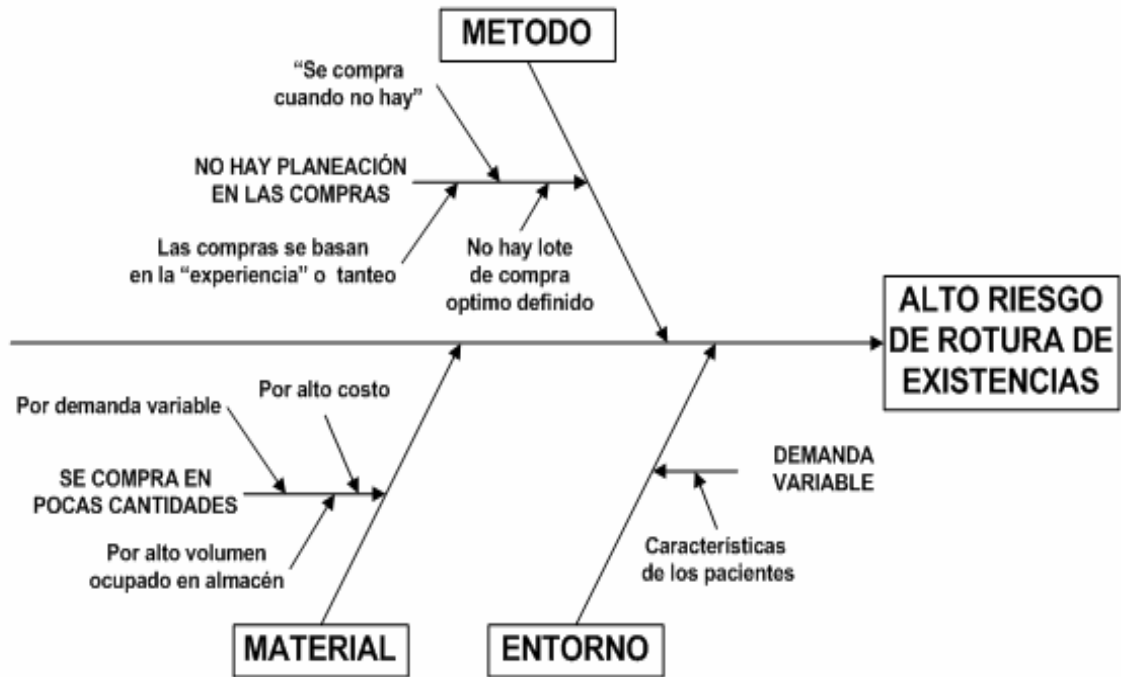 METODO
“Se compra
cuando no hay”
NO HAY PLANEACIÓN
EN LAS COMPRAS
Las compras se basan
en la “experiencia” o tanteo
No hay lote
de compra
optimo definido
ALTO RIESGO
DE ROTURA DE
EXISTENCIAS
Por demanda variable
Por alto costo
SE COMPRA EN
POCAS CANTIDADES
Por alto volumen
ocupado en almacén
DEMANDA
VARIABLE
Características
de los pacientes
MATERIAL
ENTORNO